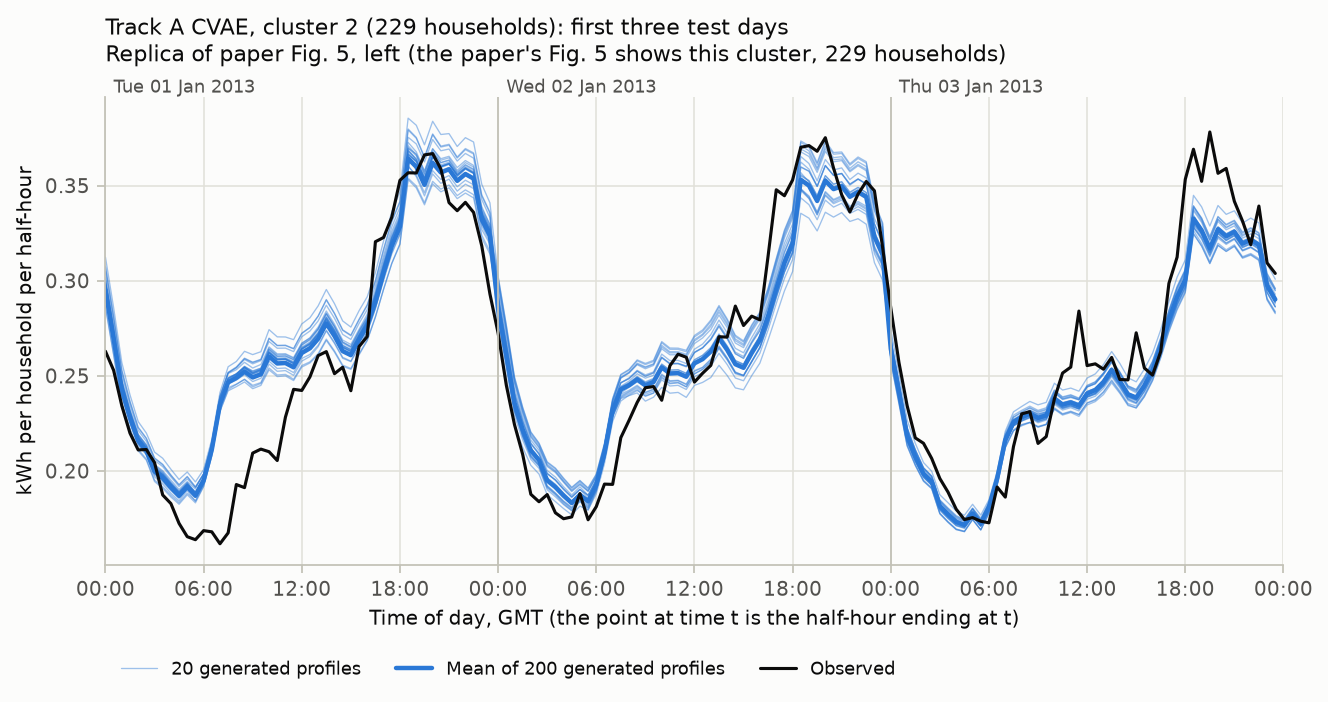 Track A CVAE, cluster 2 (229 households): first three test days
Replica of paper Fig. 5, left (the paper's Fig. 5 shows this cluster, 229 households)
Tue 01 Jan 2013 Wed 02 Jan 2013 Thu 03 Jan 2013
kWh per household per half-hour
0.35
0.30
0.25
0.20
00:00 06:00 12:00 18:00 00:00 06:00 12:00 18:00 00:00 06:00 12:00 18:00 00:00
Time of day, GMT (the point at time t is the half-hour ending at t)
20 generated profiles Mean of 200 generated profiles Observed